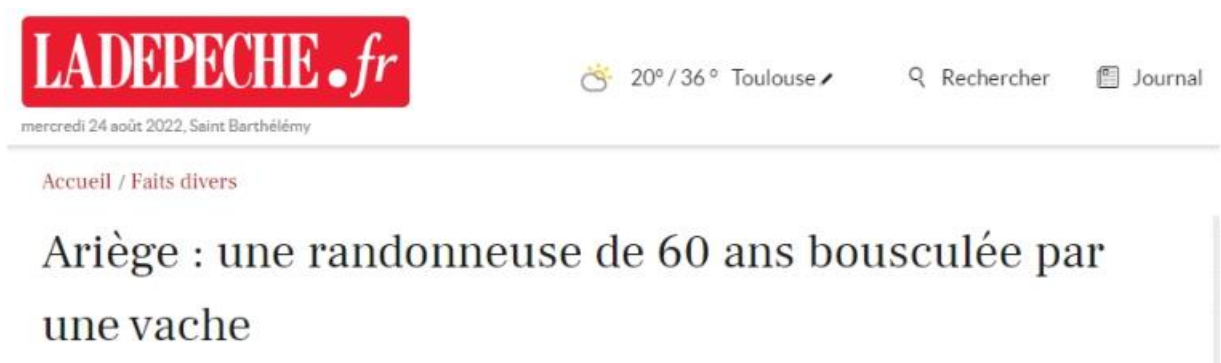 LADEPECHE.fr
20° / 36° Toulouse
Rechercher
Journal
mercredi 24 août 2022, Saint Barthélémy
Accueil / Faits divers
Ariège : une randonneuse de 60 ans bousculée par
une vache